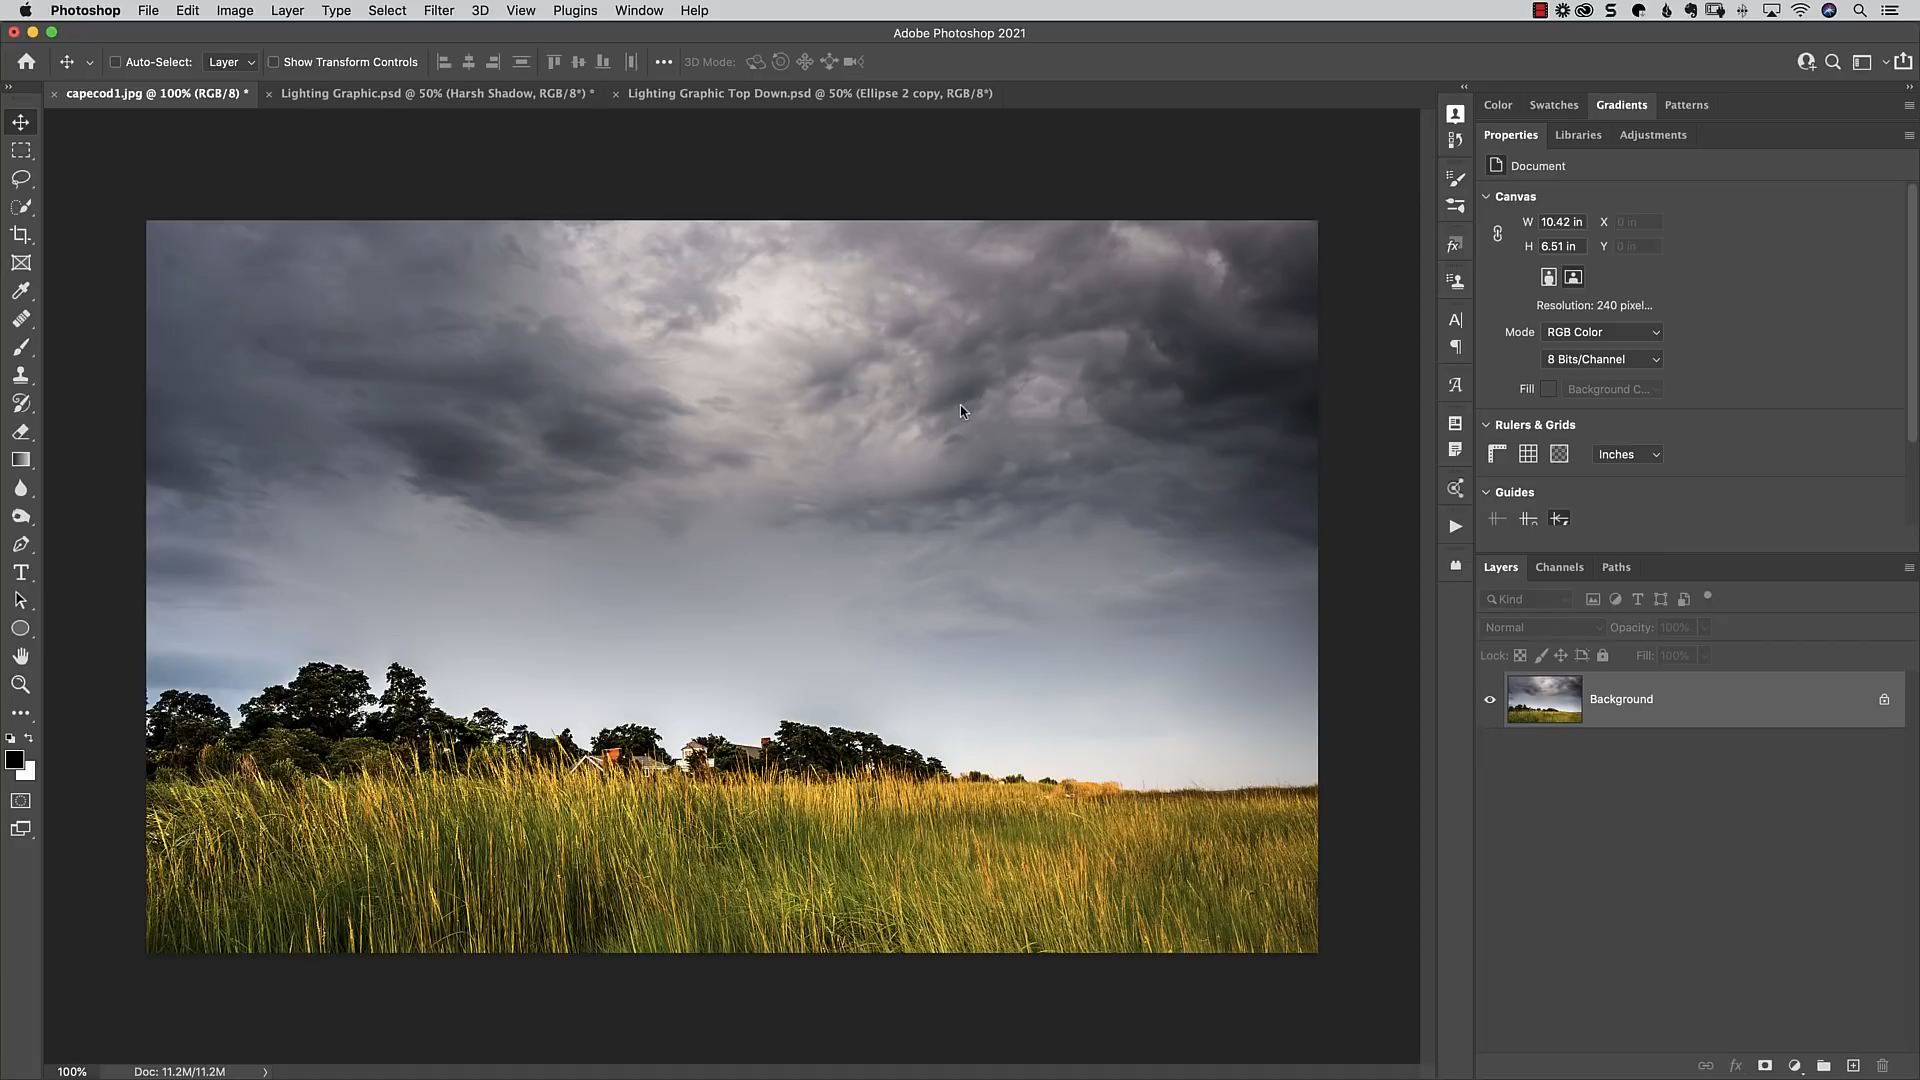 Photoshop File Edit Image Layer Type Select Filter 3D View Plugins Window Help
Adobe Photoshop 2021
Auto-Select: Layer Show Transform Controls 3D Mode:
capecod1.jpg @ 100% (RGB/8) * Lighting Graphic.psd @ 50% (Harsh Shadow, RGB/8*) * Lighting Graphic Top Down.psd @ 50% (Ellipse 2 copy, RGB/8*)
Color Swatches Gradients Patterns
Properties Libraries Adjustments
Document
Canvas
W 10.42 in X 0 in
H 6.51 in Y 0 in
Resolution: 240 pixel...
Mode RGB Color
8 Bits/Channel
Fill Background C...
Rulers & Grids
Inches
Guides
Layers Channels Paths
Kind
Normal Opacity: 100%
Lock: Fill: 100%
Background
100% Doc: 11.2M/11.2M